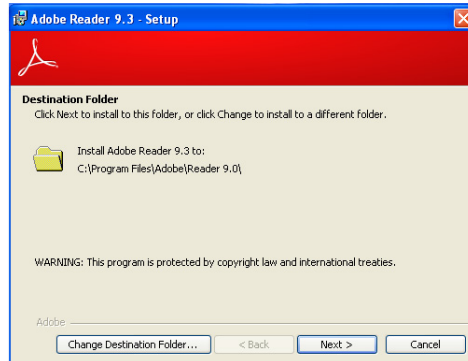 Adobe Reader 9.3 - Setup
Destination Folder
Click Next to install to this folder, or click Change to install to a different folder.
Install Adobe Reader 9.3 to:
C:\Program Files\Adobe\Reader 9.0\
WARNING: This program is protected by copyright law and international treaties.
Adobe
Change Destination Folder... < Back Next > Cancel